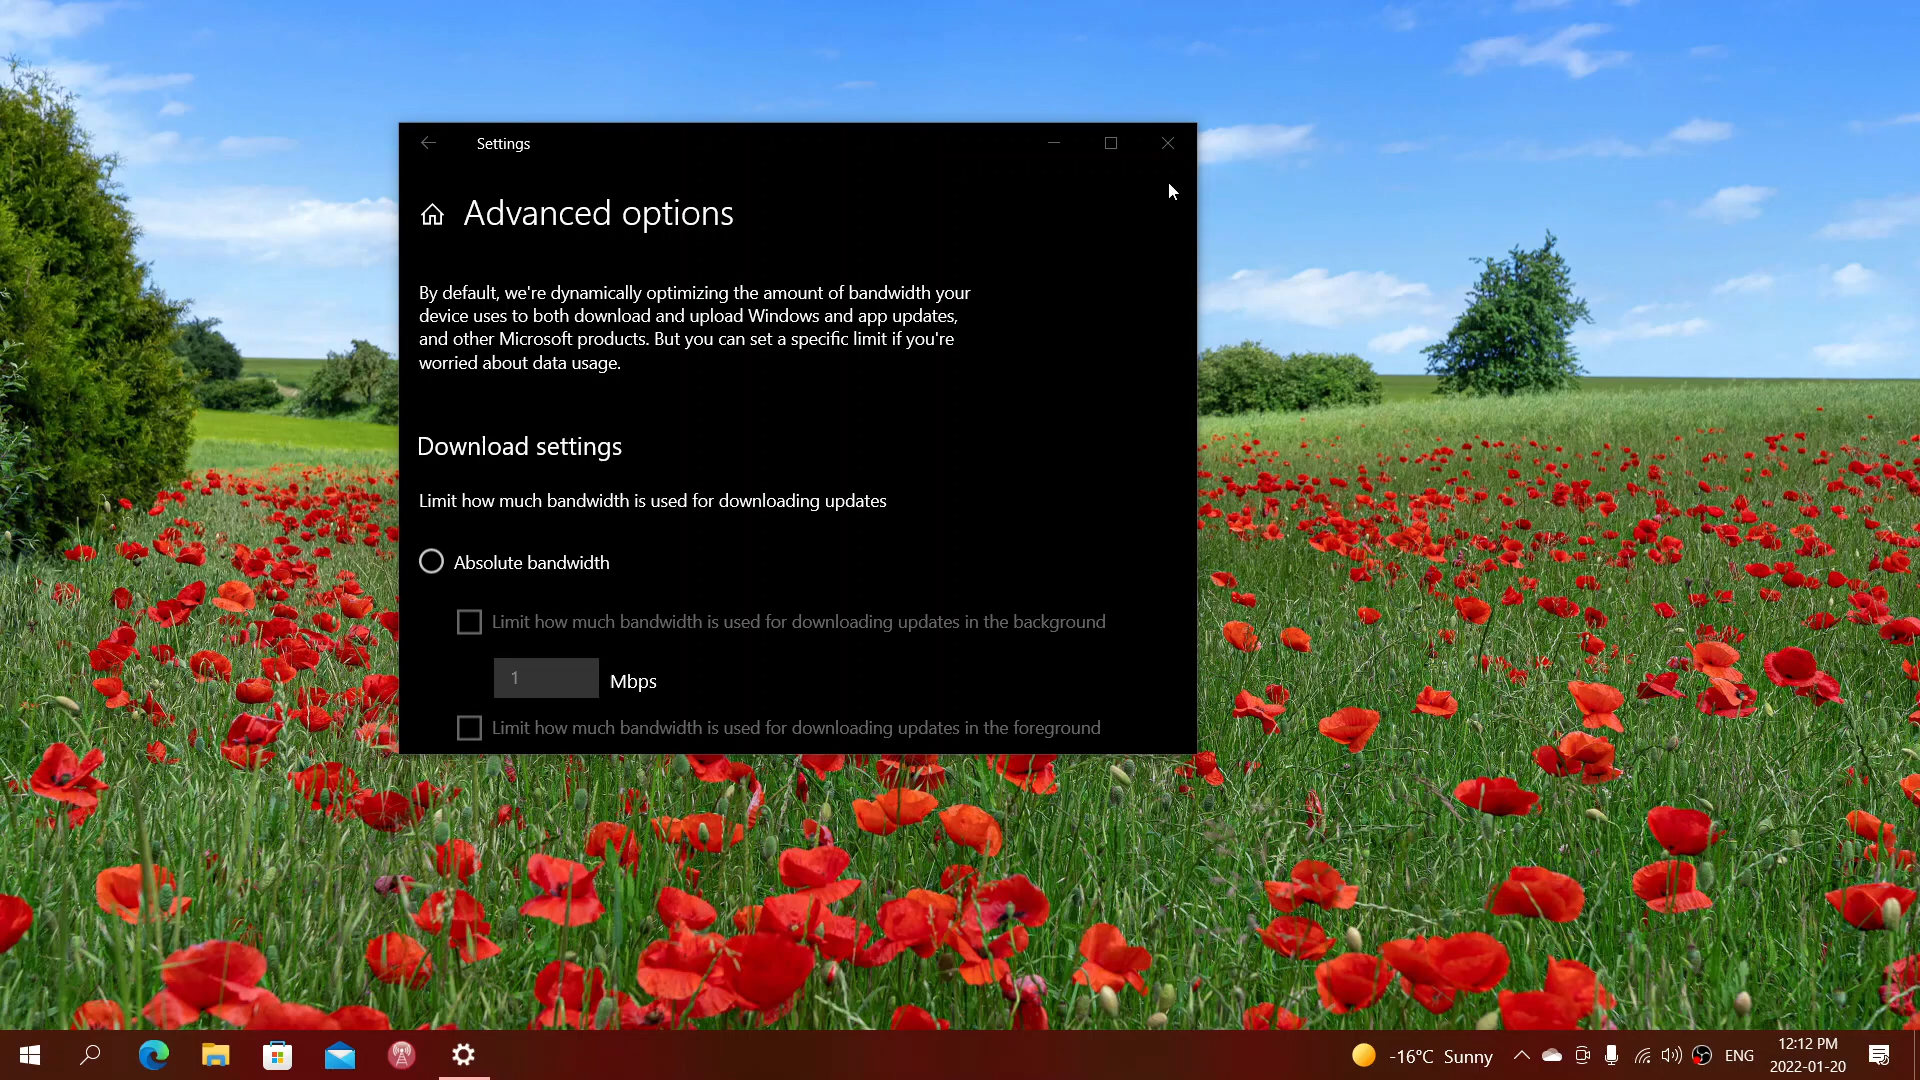 Settings
Advanced options
By default, we're dynamically optimizing the amount of bandwidth your
device uses to both download and upload Windows and app updates,
and other Microsoft products. But you can set a specific limit if you're
worried about data usage.
Download settings
Limit how much bandwidth is used for downloading updates
Absolute bandwidth
Limit how much bandwidth is used for downloading updates in the background
1 Mbps
Limit how much bandwidth is used for downloading updates in the foreground
-16°C Sunny
ENG
12:12 PM
2022-01-20